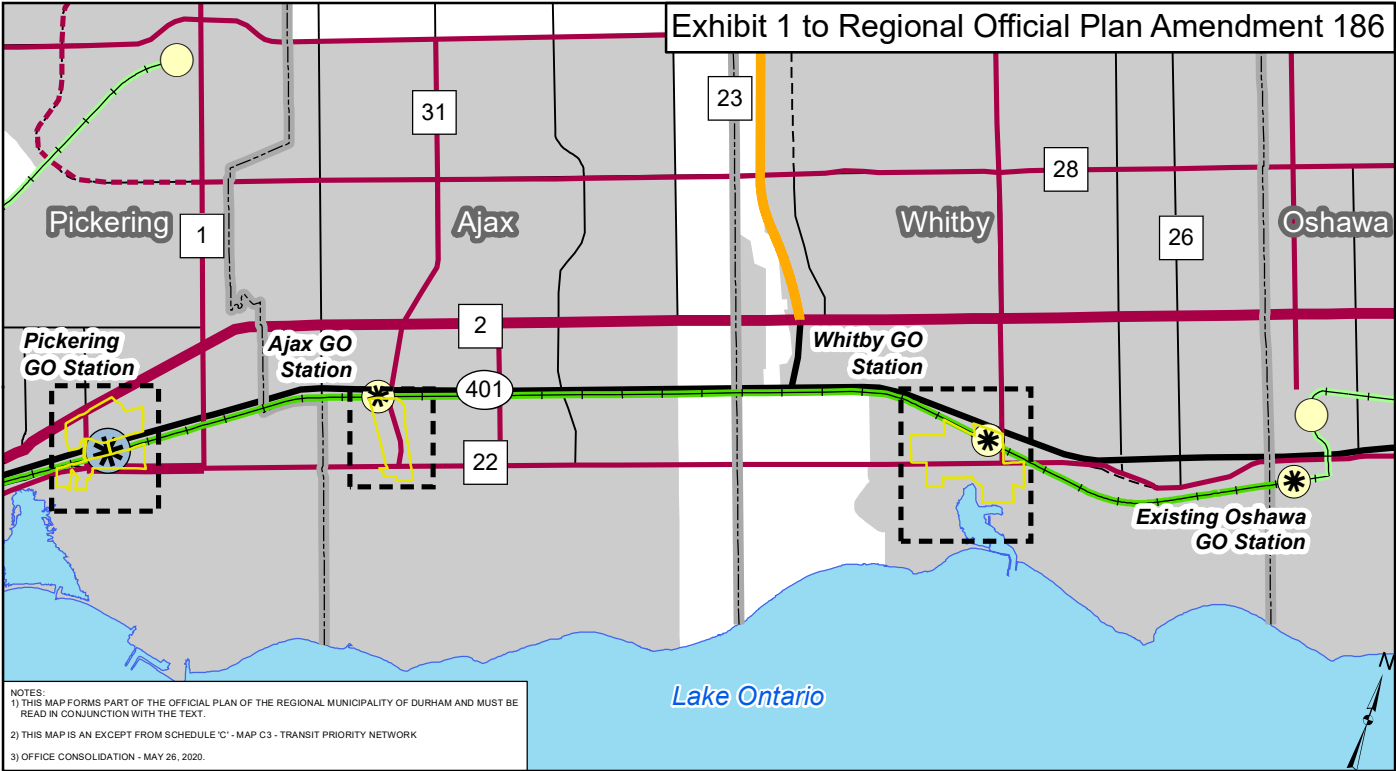 Exhibit 1 to Regional Official Plan Amendment 186
23
31
28
Pickering
Ajax
Whitby
Oshawa
1
26
2
Pickering
GO Station
Ajax GO
Station
Whitby GO
Station
401
22
Existing Oshawa
GO Station
N
Lake Ontario
NOTES:
1) THIS MAP FORMS PART OF THE OFFICIAL PLAN OF THE REGIONAL MUNICIPALITY OF DURHAM AND MUST BE
READ IN CONJUNCTION WITH THE TEXT.
2) THIS MAP IS AN EXCEPT FROM SCHEDULE 'C' - MAP C3 - TRANSIT PRIORITY NETWORK
3) OFFICE CONSOLIDATION - MAY 26, 2020.